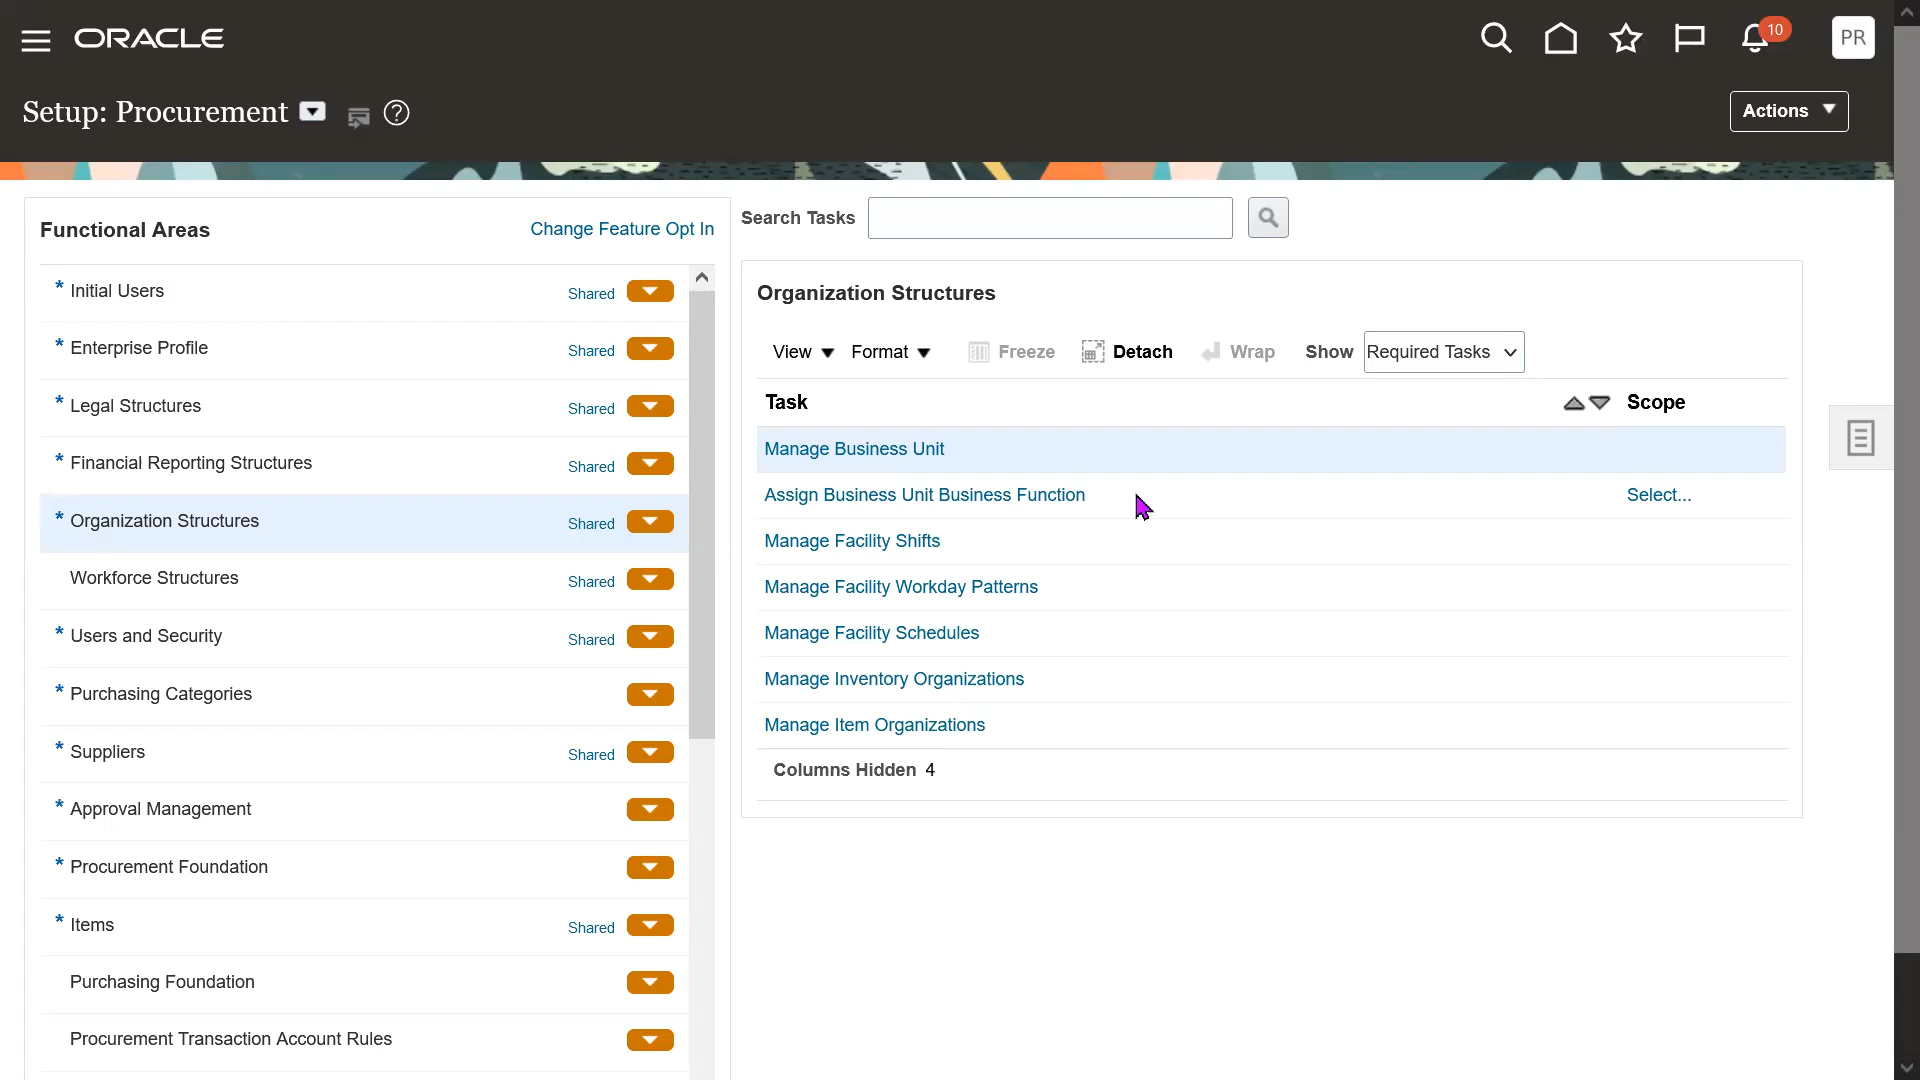 ORACLE
10
PR
Setup: Procurement
Actions
Functional Areas
Change Feature Opt In
* Initial Users Shared
* Enterprise Profile Shared
* Legal Structures Shared
* Financial Reporting Structures Shared
* Organization Structures Shared
Workforce Structures Shared
* Users and Security Shared
* Purchasing Categories
* Suppliers Shared
* Approval Management
* Procurement Foundation
* Items Shared
Purchasing Foundation
Procurement Transaction Account Rules
Search Tasks
Organization Structures
View Format Freeze Detach Wrap Show Required Tasks
Task Scope
Manage Business Unit
Assign Business Unit Business Function Select...
Manage Facility Shifts
Manage Facility Workday Patterns
Manage Facility Schedules
Manage Inventory Organizations
Manage Item Organizations
Columns Hidden 4